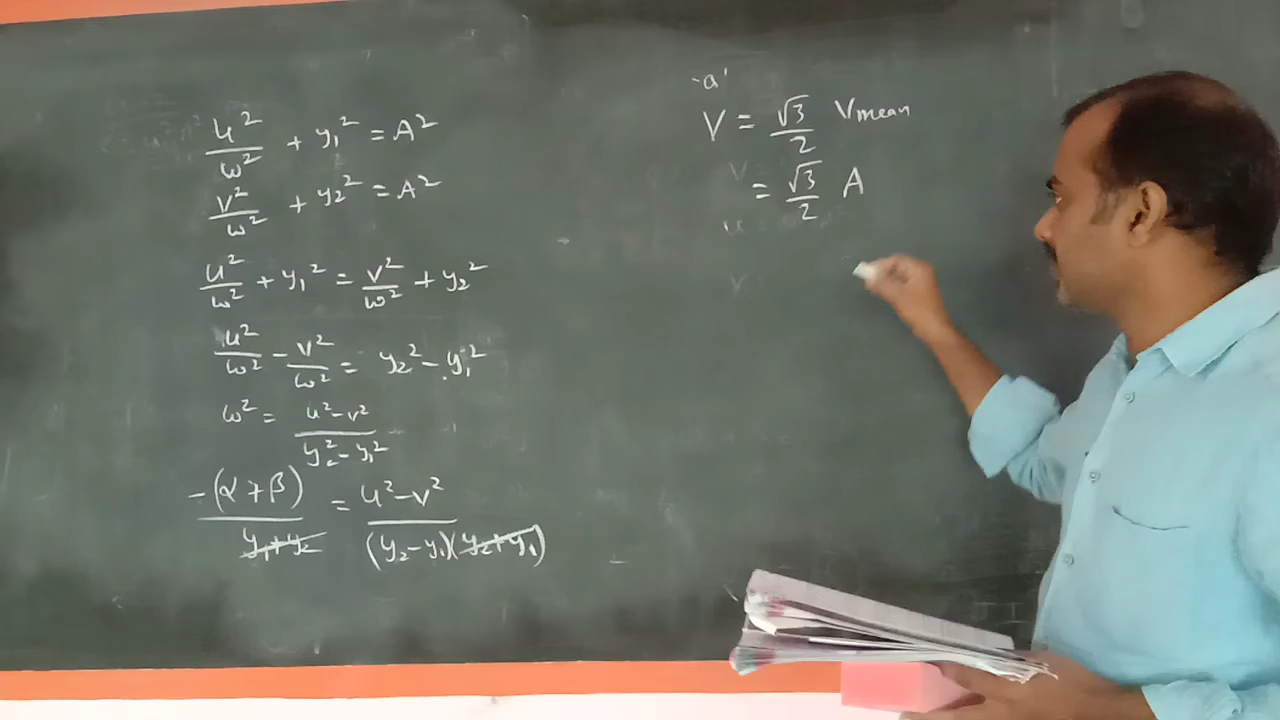 u²/ω² + y₁² = A²
v²/ω² + y₂² = A²
u²/ω² + y₁² = v²/ω² + y₂²
u²/ω² - v²/ω² = y₂² - y₁²
ω² = u²-v² / y₂² - y₁²
-(α+β) / y₁+y₂ = u²-v² / (y₂-y₁)(y₂+y₁)
'a'
V = √3/2 Vmean
= √3/2 A